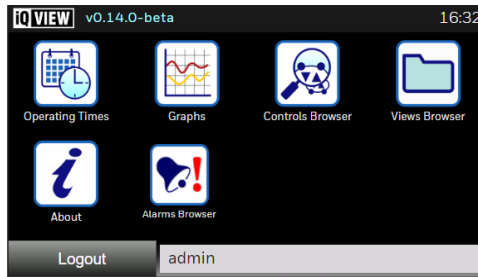 iQ VIEW v0.14.0-beta 16:32
Operating Times Graphs Controls Browser Views Browser
About Alarms Browser
Logout admin